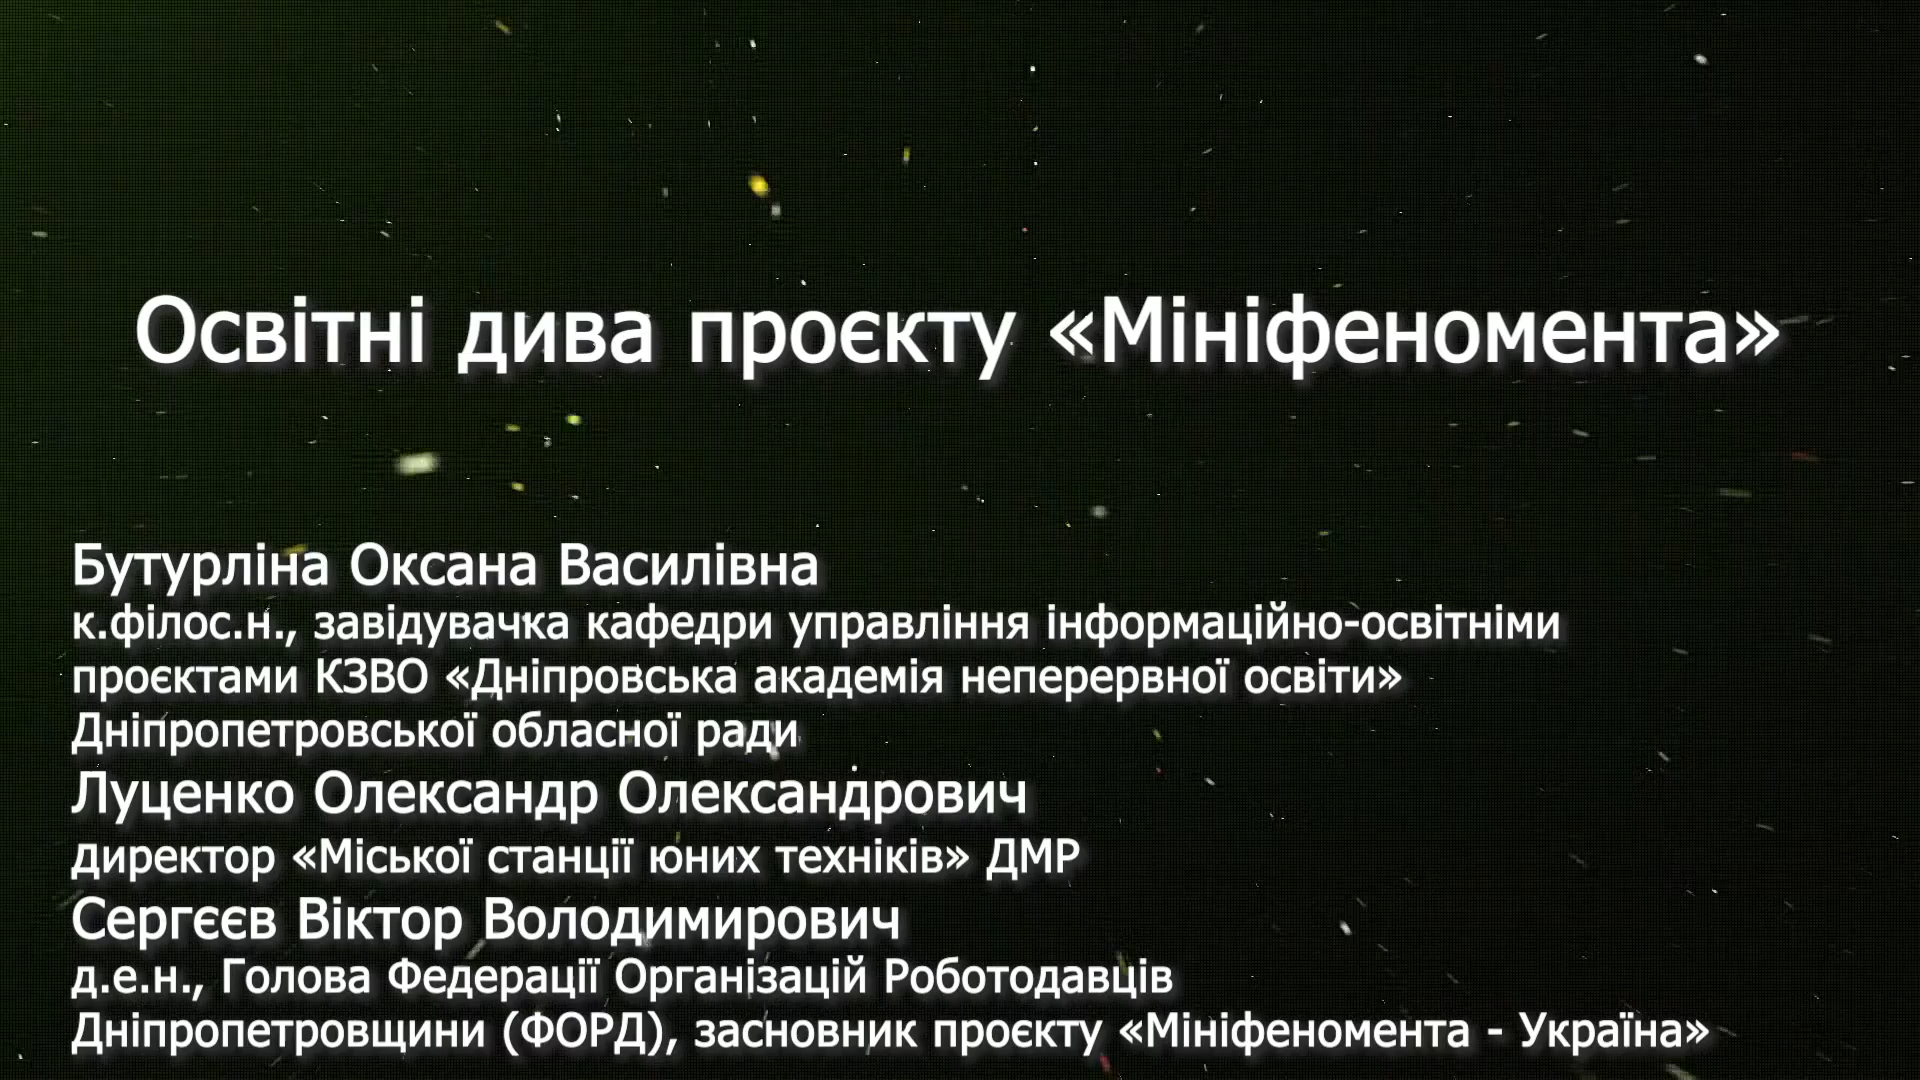 Освітні дива проєкту «Мініфеномента»
Бутурліна Оксана Василівна
к.філос.н., завідувачка кафедри управління інформаційно-освітніми
проєктами КЗВО «Дніпровська академія неперервної освіти»
Дніпропетровської обласної ради
Луценко Олександр Олександрович
директор «Міської станції юних техніків» ДМР
Сергєєв Віктор Володимирович
д.е.н., Голова Федерації Організацій Роботодавців
Дніпропетровщини (ФОРД), засновник проєкту «Мініфеномента - Україна»